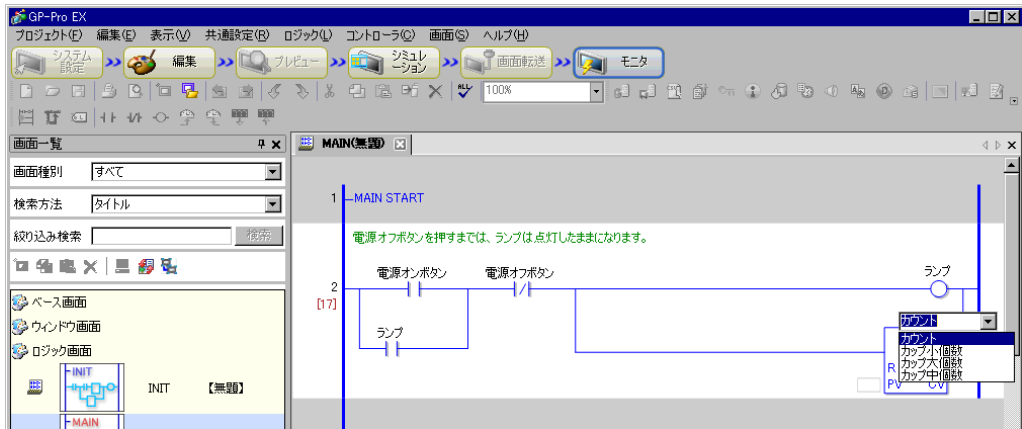 GP-Pro EX
プロジェクト(F) 編集(E) 表示(V) 共通設定(R) ロジック(L) コントローラ(C) 画面(S) ヘルプ(H)
システム設定 編集 プレビュー シミュレーション 画面転送 モニタ
100%
画面一覧
MAIN(無題)
画面種別 すべて
検索方法 タイトル
絞り込み検索 検索
ベース画面
ウィンドウ画面
ロジック画面
INIT
INIT 【無題】
MAIN
1 MAIN START
電源オフボタンを押すまでは、ランプは点灯したままになります。
電源オンボタン 電源オフボタン ランプ
2
[17]
ランプ
カウント
カウント
カップ小個数
カップ大個数
カップ中個数
R
PV CV